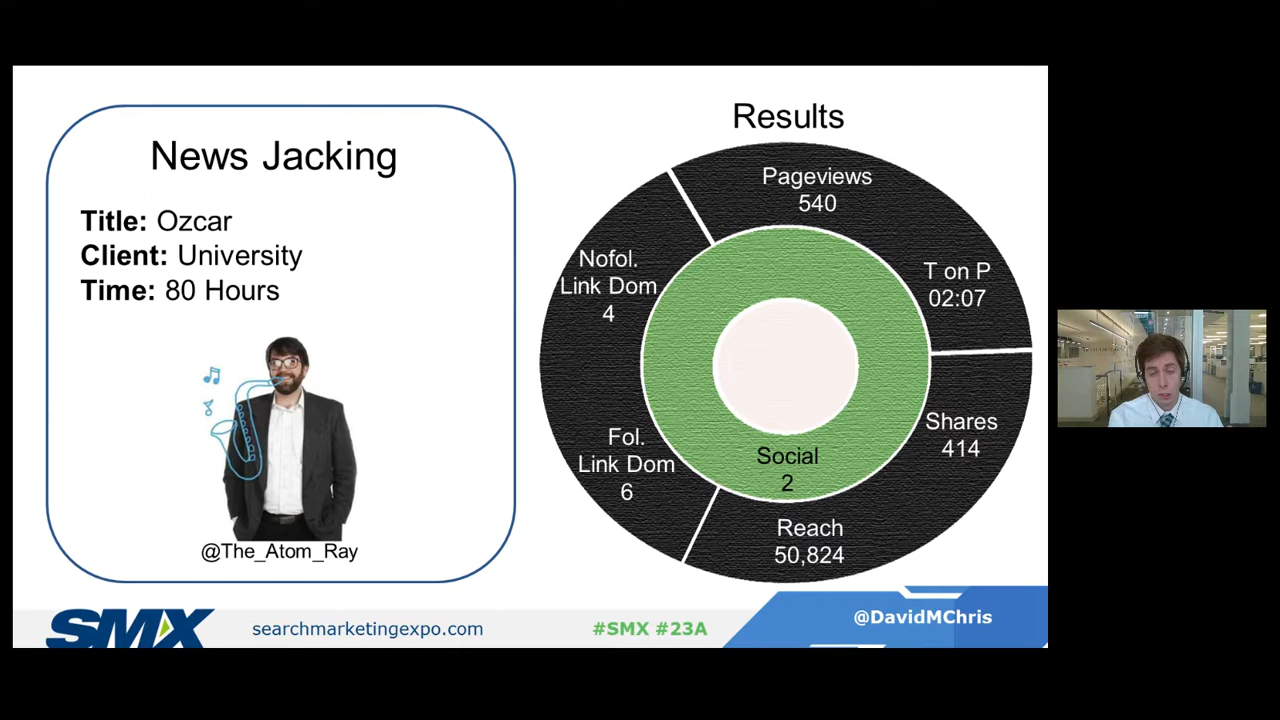 News Jacking
Title: Ozcar
Client: University
Time: 80 Hours
@The_Atom_Ray
Results
Pageviews
540
T on P
02:07
Shares
414
Reach
50,824
Fol.
Link Dom
6
Nofol.
Link Dom
4
Social
2
SMX
searchmarketingexpo.com
#SMX #23A
@DavidMChris